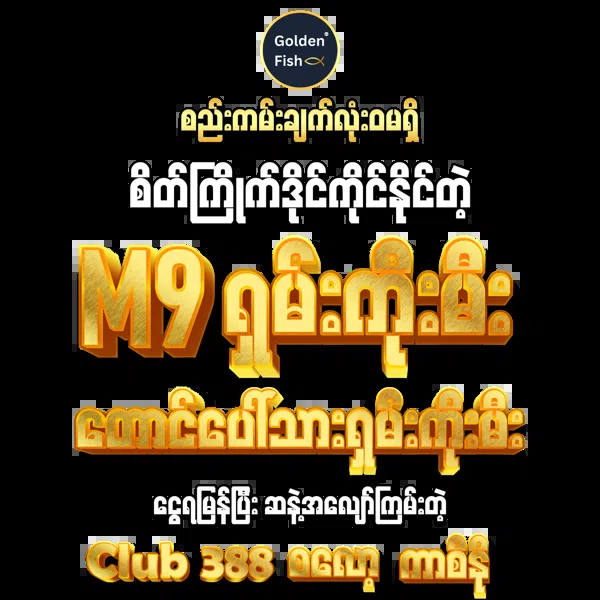 Golden®
Fish
စည်းကမ်းချက်လုံးဝမရှိ
စိတ်ကြိုက်ဒိုင်ကိုင်နိုင်တဲ့
M9 ရှမ်းကိုးမီး
တောင်ပေါ်သားရှမ်းကိုးမီး
ငွေရမြန်ပြီး ဆနဲ့အလျော်ကြမ်းတဲ့
Club 388 စလော့ ကာစီနို